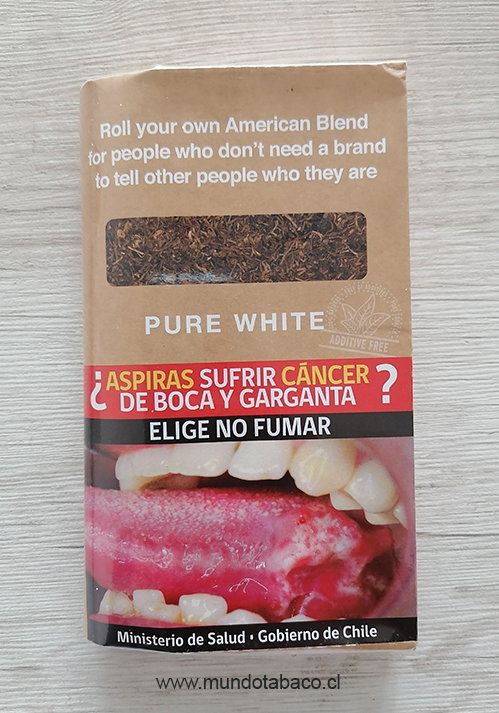 Roll your own American Blend
for people who don't need a brand
to tell other people who they are
PURE WHITE
ADDITIVE FREE
¿ASPIRAS SUFRIR CÁNCER
DE BOCA Y GARGANTA?
ELIGE NO FUMAR
Ministerio de Salud • Gobierno de Chile
www.mundotabaco.cl